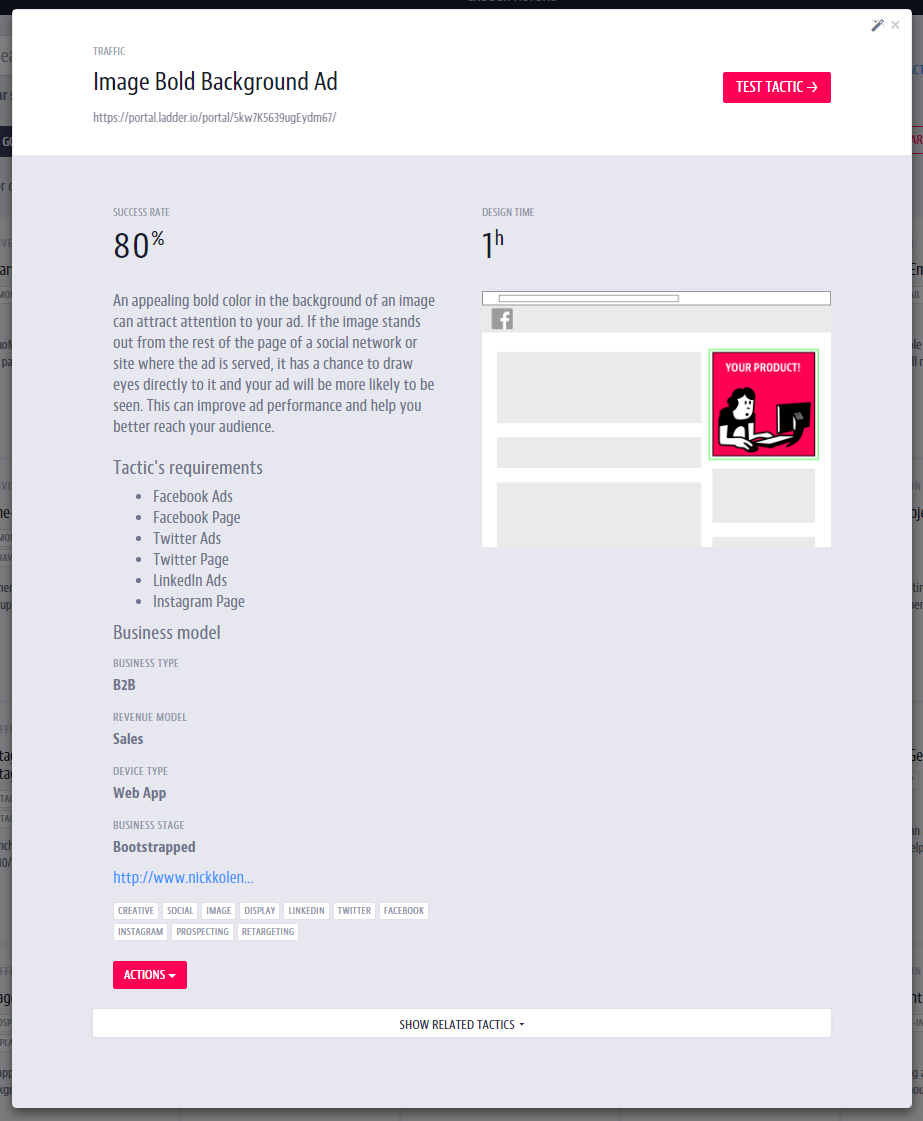 TRAFFIC
Image Bold Background Ad
TEST TACTIC →
https://portal.ladder.io/portal/5kw7K5639ugEydm67/
SUCCESS RATE
80%
DESIGN TIME
1h
An appealing bold color in the background of an image
can attract attention to your ad. If the image stands
out from the rest of the page of a social network or
site where the ad is served, it has a chance to draw
eyes directly to it and your ad will be more likely to be
seen. This can improve ad performance and help you
better reach your audience.
YOUR PRODUCT!
Tactic's requirements
• Facebook Ads
• Facebook Page
• Twitter Ads
• Twitter Page
• LinkedIn Ads
• Instagram Page
Business model
BUSINESS TYPE
B2B
REVENUE MODEL
Sales
DEVICE TYPE
Web App
BUSINESS STAGE
Bootstrapped
http://www.nickkolen...
CREATIVE SOCIAL IMAGE DISPLAY LINKEDIN TWITTER FACEBOOK
INSTAGRAM PROSPECTING RETARGETING
ACTIONS
SHOW RELATED TACTICS